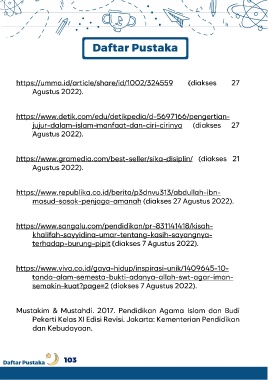 Daftar Pustaka
https://umma.id/article/share/id/1002/324559 (diakses 27
Agustus 2022).
https://www.detik.com/edu/detikpedia/d-5697166/pengertian-
jujur-dalam-islam-manfaat-dan-ciri-cirinya (diakses 27
Agustus 2022).
https://www.gramedia.com/best-seller/sika-disiplin/ (diakses 21
Agustus 2022).
https://www.republika.co.id/berita/p3dnvu313/abdullah-ibn-
masud-sosok-penjaga-amanah (diakses 27 Agustus 2022).
https://www.sangalu.com/pendidikan/pr-831141418/kisah-
khalifah-sayyidina-umar-tentang-kasih-sayangnya-
terhadap-burung-pipit (diakses 7 Agustus 2022).
https://www.viva.co.id/gaya-hidup/inspirasi-unik/1409645-10-
tanda-alam-semesta-bukti-adanya-allah-swt-agar-iman-
semakin-kuat?page=2 (diakses 7 Agustus 2022).
Mustakim & Mustahdi. 2017. Pendidikan Agama Islam dan Budi
Pekerti Kelas XI Edisi Revisi. Jakarta: Kementerian Pendidikan
dan Kebudayaan.
Daftar Pustaka 103